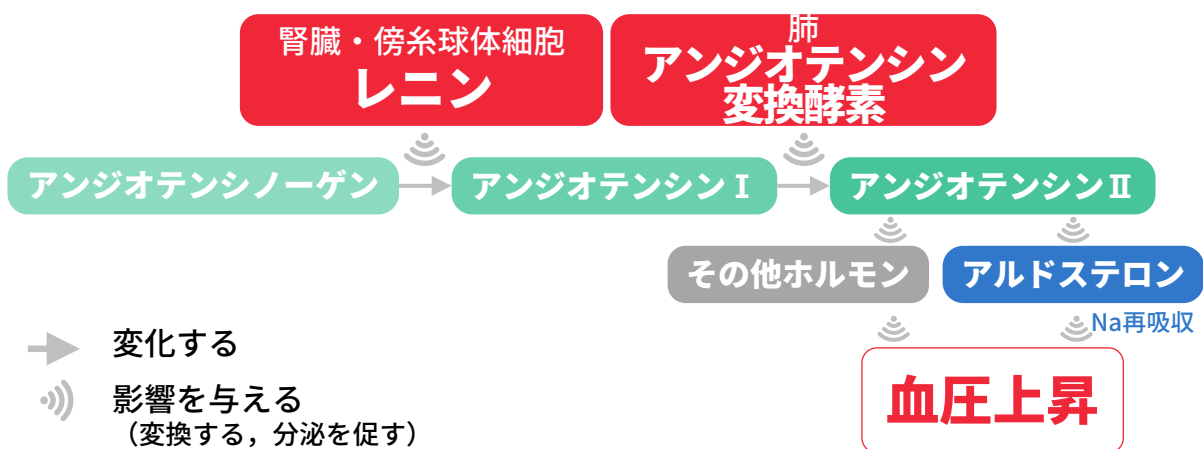 腎臓・傍糸球体細胞
レニン
肺
アンジオテンシン
変換酵素
アンジオテンシノーゲン
アンジオテンシンⅠ
アンジオテンシンⅡ
その他ホルモン
アルドステロン
Na再吸収
変化する
影響を与える
（変換する，分泌を促す）
血圧上昇